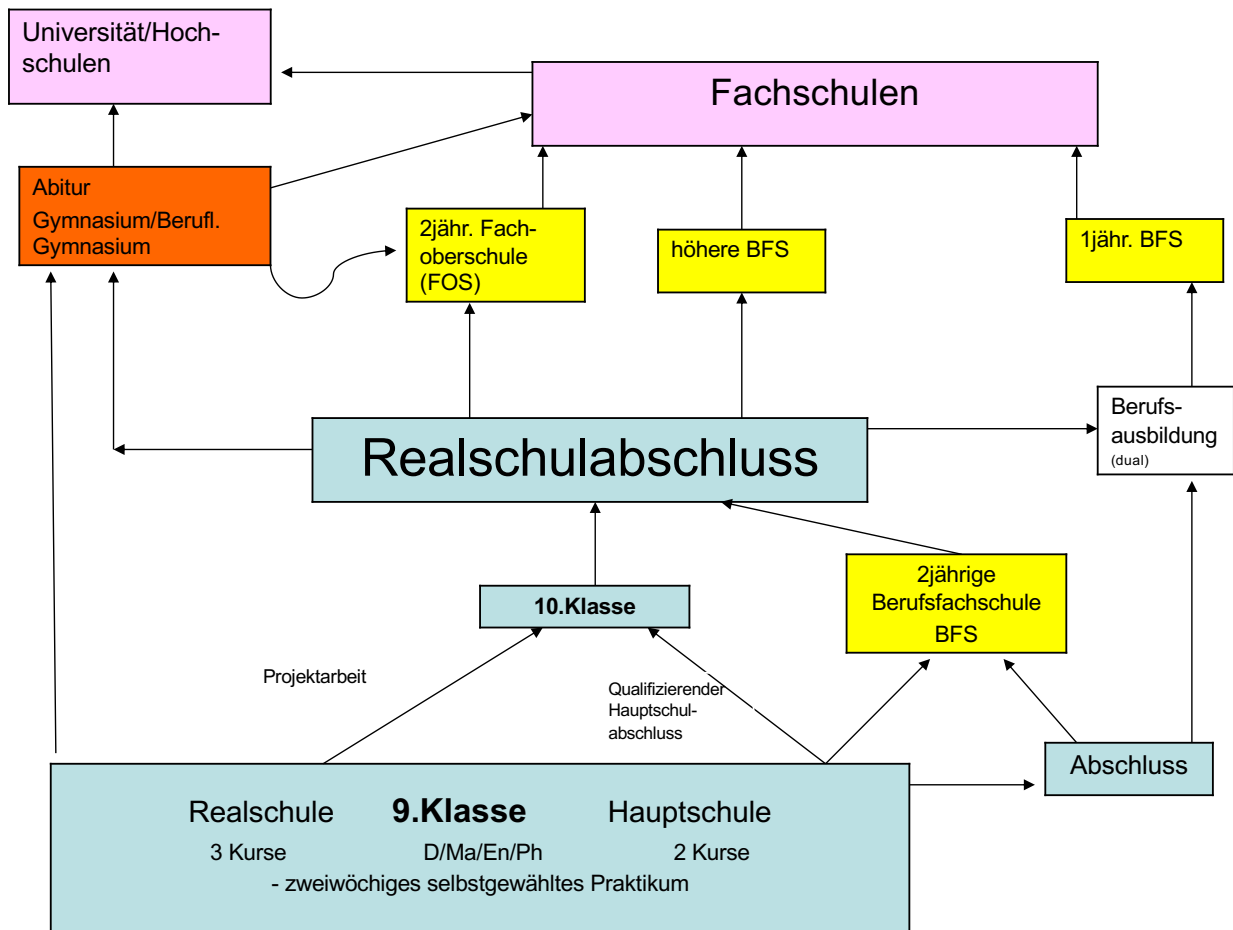 Universität/Hoch-
schulen
Fachschulen
Abitur
Gymnasium/Berufl.
Gymnasium
2jähr. Fach-
oberschule
(FOS)
höhere BFS
1jähr. BFS
Realschulabschluss
Berufs-
ausbildung
(dual)
10.Klasse
2jährige
Berufsfachschule
BFS
Projektarbeit
Qualifizierender
Hauptschul-
abschluss
Abschluss
Realschule 9.Klasse Hauptschule
3 Kurse D/Ma/En/Ph 2 Kurse
- zweiwöchiges selbstgewähltes Praktikum